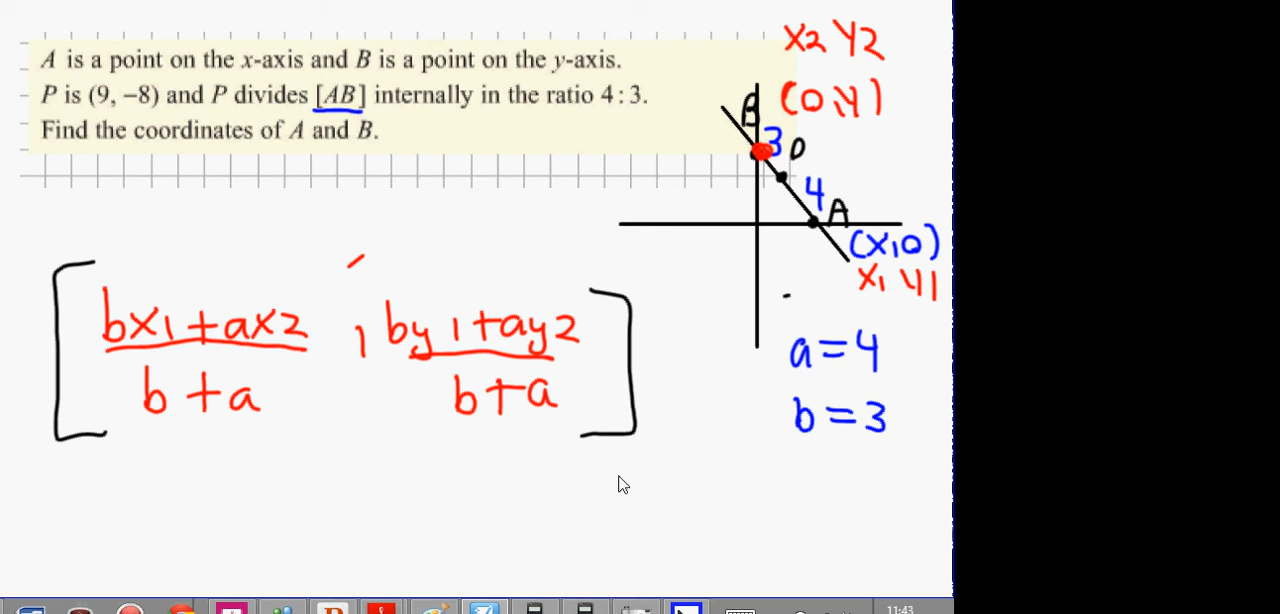 A is a point on the x-axis and B is a point on the y-axis.
P is (9, −8) and P divides [AB] internally in the ratio 4 : 3.
Find the coordinates of A and B.
x2 y2
(0,y)
B
3
P
4
A
(x,0)
x1 y1
bx1+ax2 , by1+ay2
b+a b+a
a=4
b=3
11:43